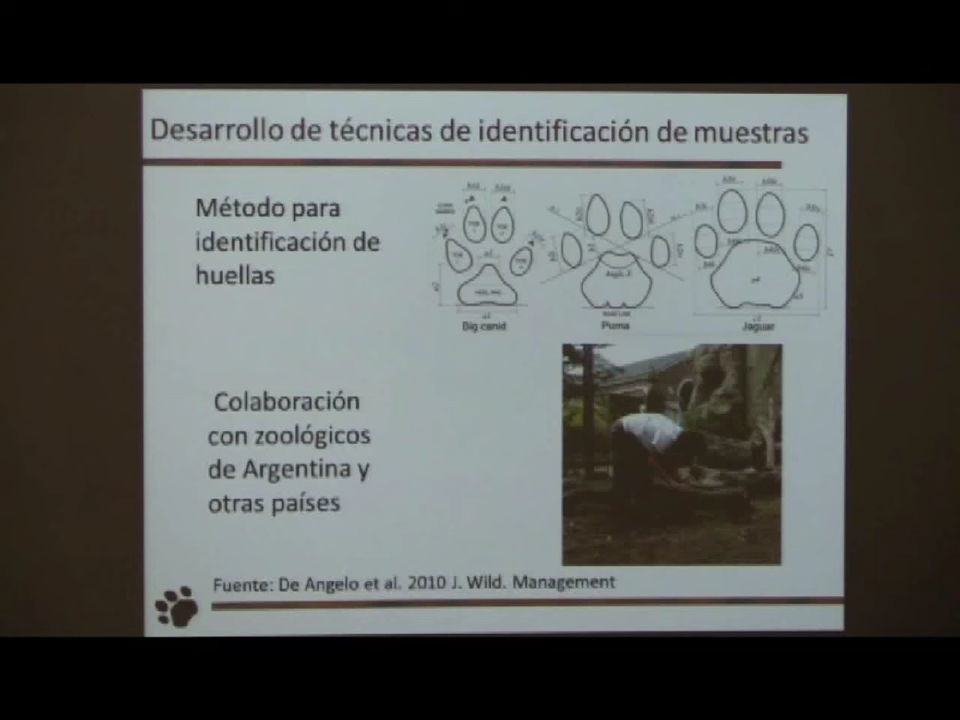 Desarrollo de técnicas de identificación de muestras
Método para
identificación de
huellas
Big canid
Puma
Jaguar
Colaboración
con zoológicos
de Argentina y
otras países
Fuente: De Angelo et al. 2010 J. Wild. Management